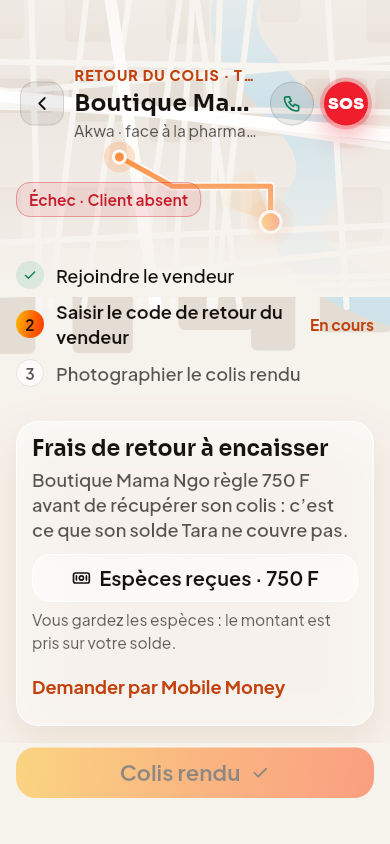 RETOUR DU COLIS · T…
Boutique Ma…
SOS
Akwa · face à la pharma…
Échec · Client absent
Rejoindre le vendeur
2
Saisir le code de retour du
vendeur
En cours
3
Photographier le colis rendu
Frais de retour à encaisser
Boutique Mama Ngo règle 750 F
avant de récupérer son colis : c’est
ce que son solde Tara ne couvre pas.
Espèces reçues · 750 F
Vous gardez les espèces : le montant est
pris sur votre solde.
Demander par Mobile Money
Colis rendu